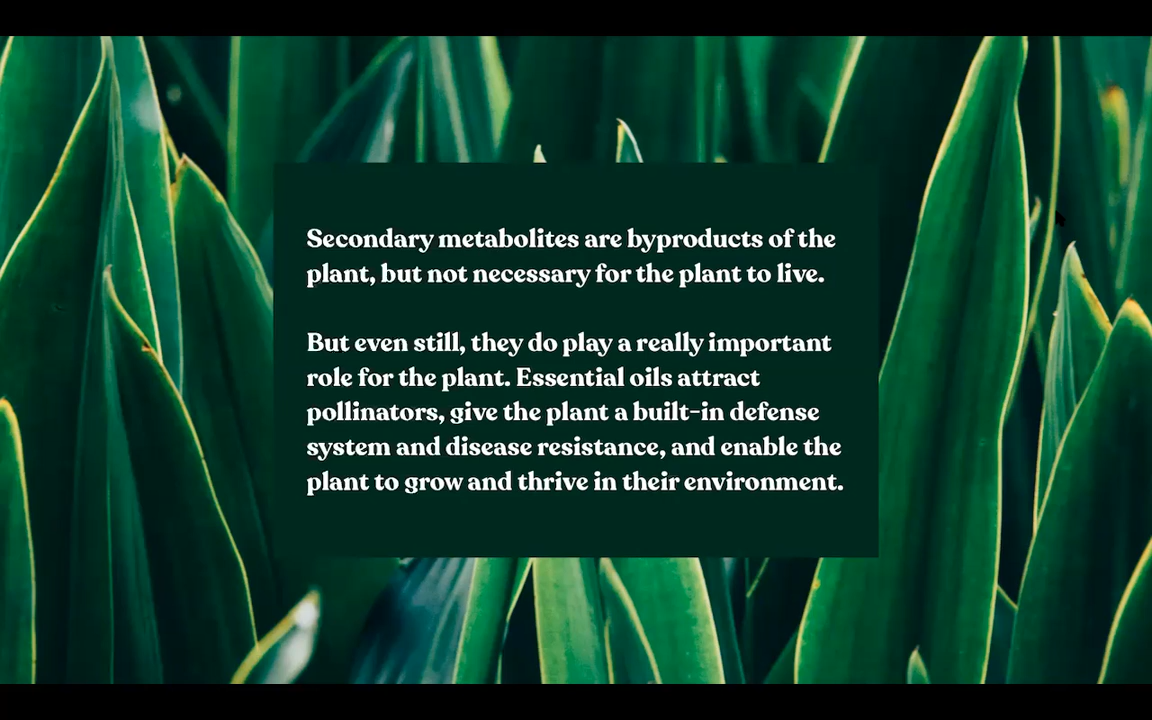 Secondary metabolites are byproducts of the
plant, but not necessary for the plant to live.
But even still, they do play a really important
role for the plant. Essential oils attract
pollinators, give the plant a built-in defense
system and disease resistance, and enable the
plant to grow and thrive in their environment.